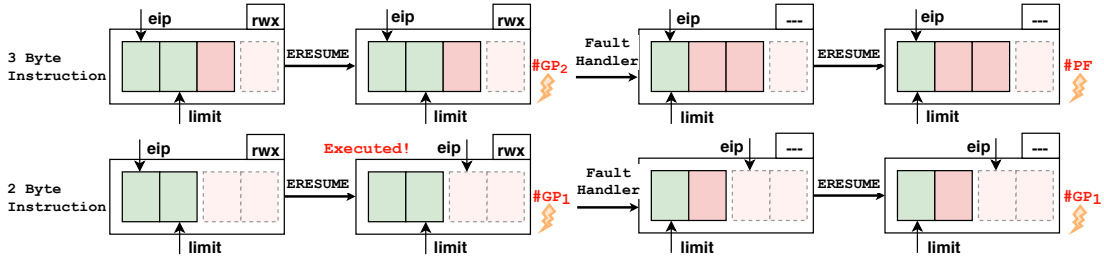 eip
rwx
eip
rwx
eip
---
eip
---
3 Byte
Instruction
ERESUME
#GP2
Fault
Handler
ERESUME
#PF
limit
limit
limit
limit
eip
rwx
Executed!
eip
rwx
eip
---
eip
---
2 Byte
Instruction
ERESUME
#GP1
Fault
Handler
ERESUME
#GP1
limit
limit
limit
limit